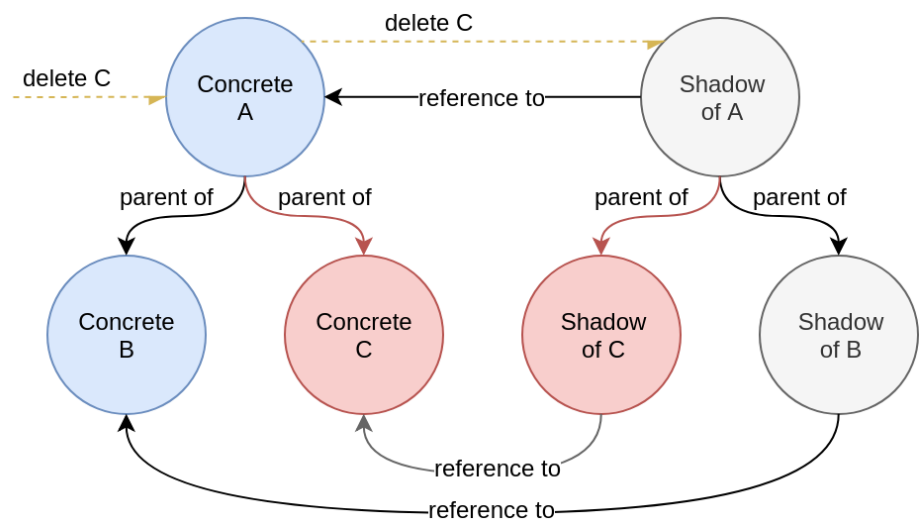 delete C
delete C
Concrete
A
reference to
Shadow
of A
parent of
parent of
parent of
parent of
Concrete
B
Concrete
C
Shadow
of C
Shadow
of B
reference to
reference to